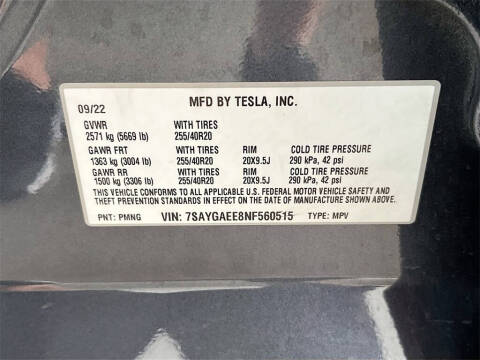 MFD BY TESLA, INC.
09/22
GVWR WITH TIRES
2571 kg (5669 lb) 255/40R20
GAWR FRT WITH TIRES RIM COLD TIRE PRESSURE
1363 kg (3004 lb) 255/40R20 20X9.5J 290 kPa, 42 psi
GAWR RR WITH TIRES RIM COLD TIRE PRESSURE
1500 kg (3306 lb) 255/40R20 20X9.5J 290 kPa, 42 psi
THIS VEHICLE CONFORMS TO ALL APPLICABLE U.S. FEDERAL MOTOR VEHICLE SAFETY AND
THEFT PREVENTION STANDARDS IN EFFECT ON THE DATE OF MANUFACTURE SHOWN ABOVE.
PNT: PMNG VIN: 7SAYGAEE8NF560515 TYPE: MPV